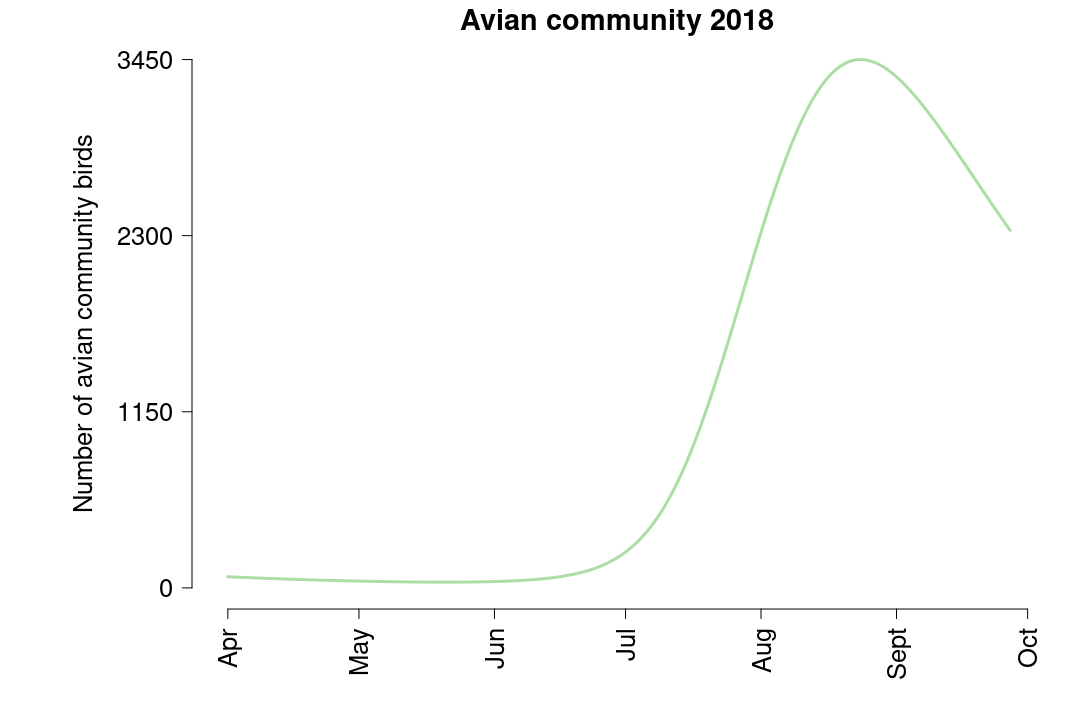 Avian community 2018
Number of avian community birds
3450
2300
1150
0
Apr
May
Jun
Jul
Aug
Sept
Oct